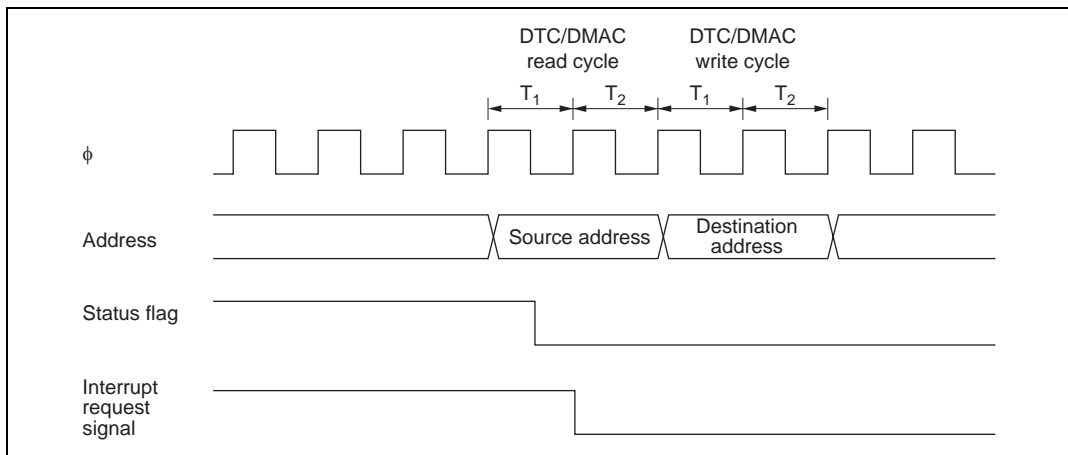 DTC/DMAC DTC/DMAC
read cycle write cycle
T₁ T₂ T₁ T₂
ϕ
Address
Source address
Destination
address
Status flag
Interrupt
request
signal